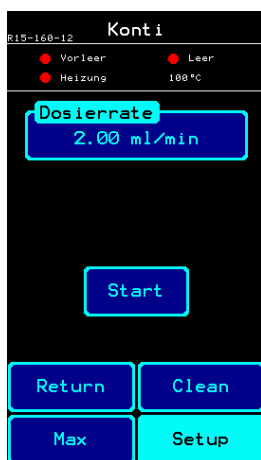 Konti
R15-160-12
Vorleer Leer
Heizung 100°C
Dosierrate
2.00 ml/min
Start
Return Clean
Max Setup